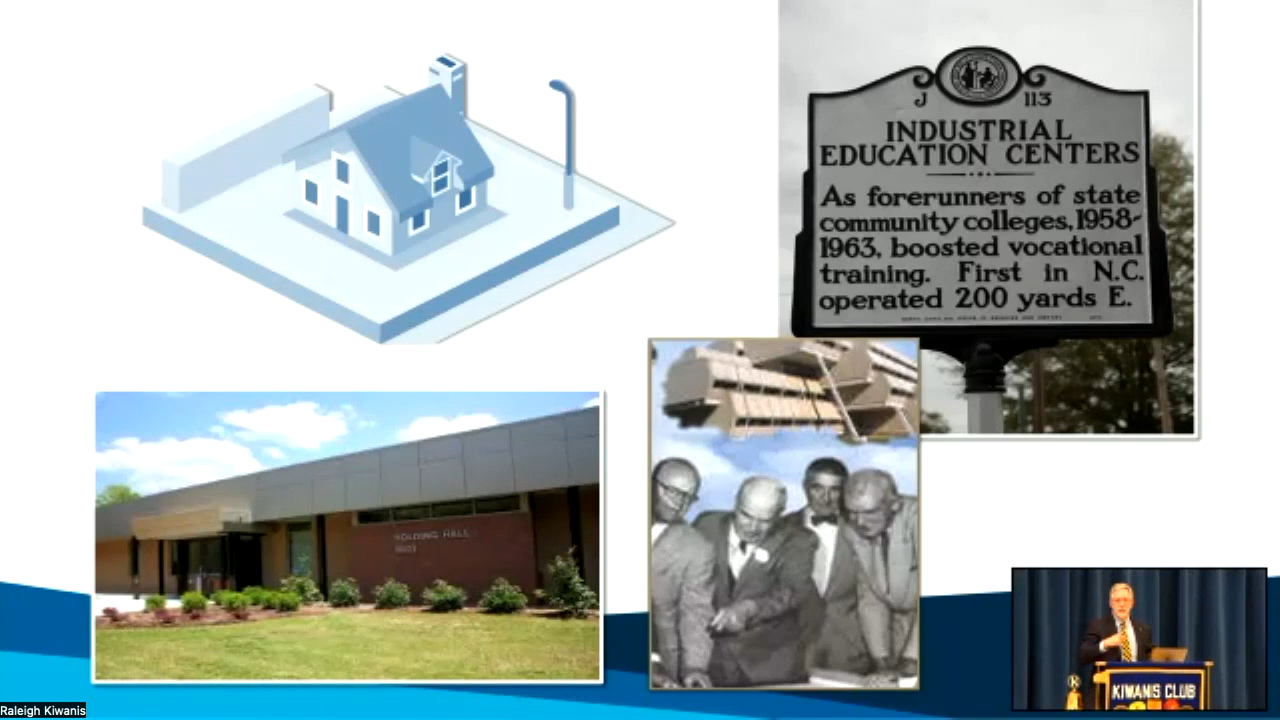 J 113
INDUSTRIAL
EDUCATION CENTERS
As forerunners of state
community colleges, 1958-
1963, boosted vocational
training. First in N.C.
operated 200 yards E.
HOLDING HALL
KIWANIS CLUB
Raleigh Kiwanis